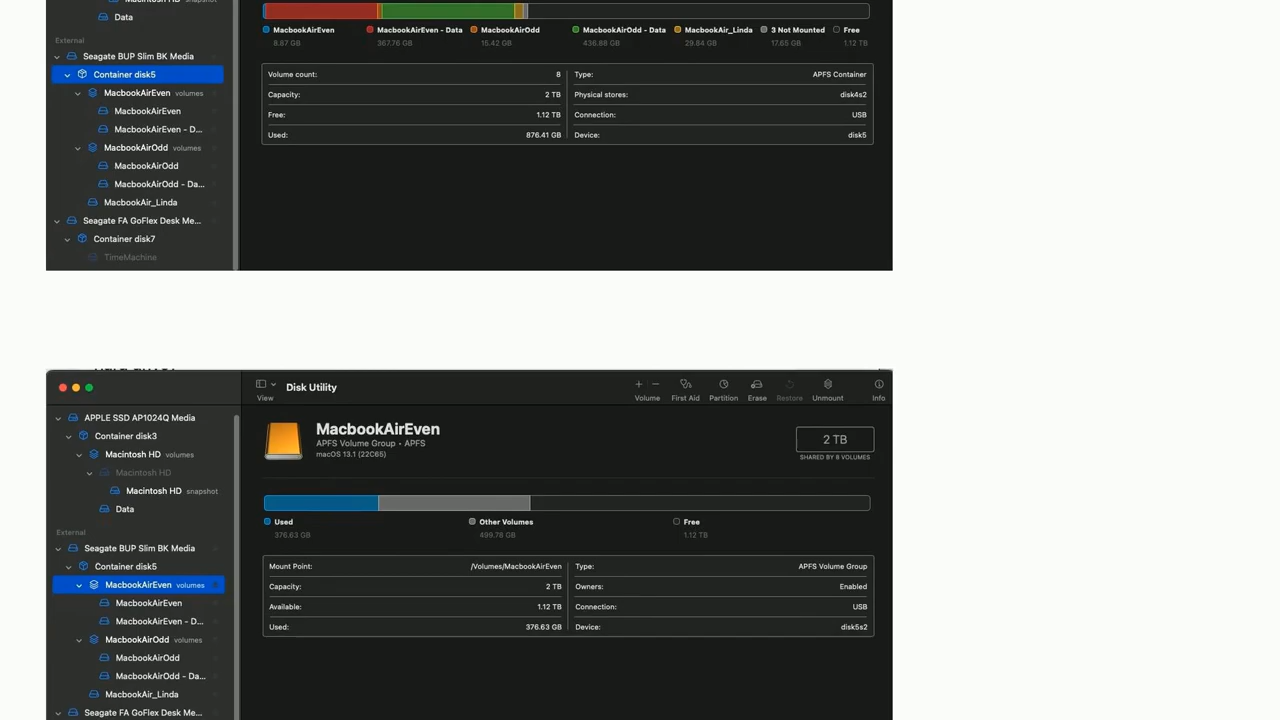 Macintosh HD snapshot
Data
External
Seagate BUP Slim BK Media
Container disk5
MacbookAirEven volumes
MacbookAirEven
MacbookAirEven - D...
MacbookAirOdd volumes
MacbookAirOdd
MacbookAirOdd - Da...
MacbookAir_Linda
Seagate FA GoFlex Desk Me...
Container disk7
TimeMachine
MacbookAirEven
8.87 GB
MacbookAirEven - Data
367.76 GB
MacbookAirOdd
15.42 GB
MacbookAirOdd - Data
436.88 GB
MacbookAir_Linda
29.84 GB
3 Not Mounted
17.65 GB
Free
1.12 TB
Volume count: 8
Type: APFS Container
Capacity: 2 TB
Physical stores: disk4s2
Free: 1.12 TB
Connection: USB
Used: 876.41 GB
Device: disk5
View
Disk Utility
Volume
First Aid
Partition
Erase
Restore
Unmount
Info
APPLE SSD AP1024Q Media
Container disk3
Macintosh HD volumes
Macintosh HD
Macintosh HD snapshot
Data
External
Seagate BUP Slim BK Media
Container disk5
MacbookAirEven volumes
MacbookAirEven
MacbookAirEven - D...
MacbookAirOdd volumes
MacbookAirOdd
MacbookAirOdd - Da...
MacbookAir_Linda
Seagate FA GoFlex Desk Me...
MacbookAirEven
APFS Volume Group • APFS
macOS 13.1 (22C65)
2 TB
SHARED BY 8 VOLUMES
Used
376.63 GB
Other Volumes
499.78 GB
Free
1.12 TB
Mount Point: /Volumes/MacbookAirEven
Type: APFS Volume Group
Capacity: 2 TB
Owners: Enabled
Available: 1.12 TB
Connection: USB
Used: 376.63 GB
Device: disk5s2